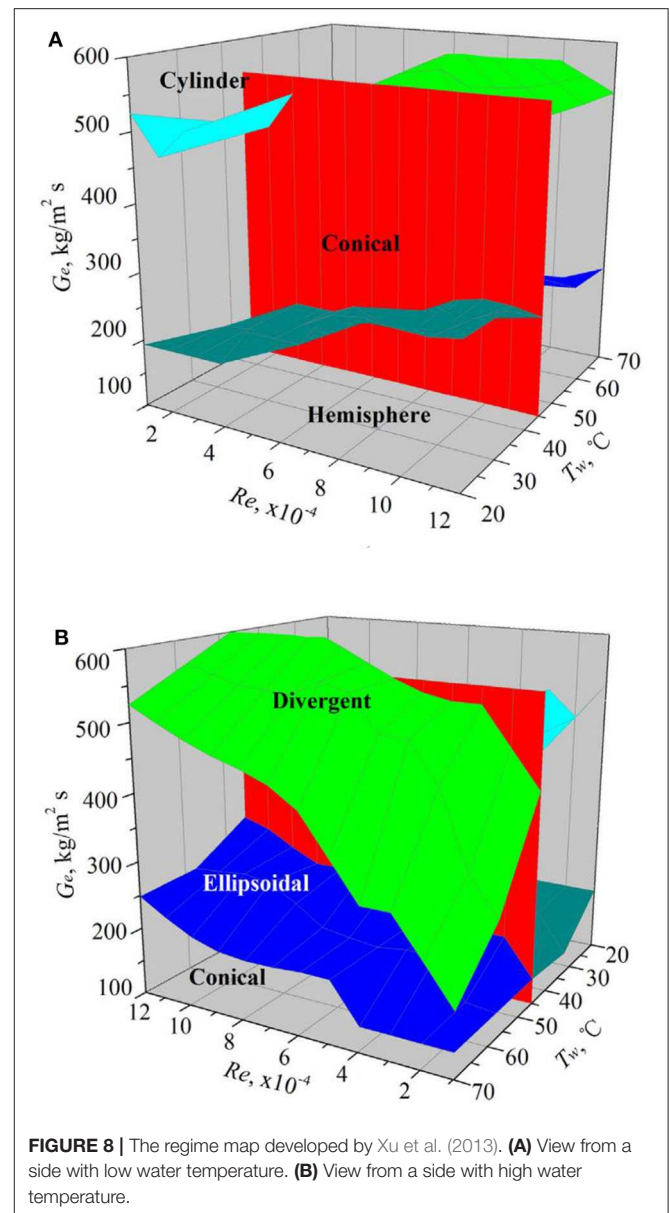 A
600
500
400
300
200
100
Ge, kg/m² s
Cylinder
Conical
Hemisphere
2
4
6
8
10
12
Re, x10⁻⁴
20
30
40
50
60
70
Tw, °C
B
600
500
400
300
200
100
Ge, kg/m² s
Divergent
Ellipsoidal
Conical
12
10
8
6
4
2
Re, x10⁻⁴
20
30
40
50
60
70
Tw, °C
FIGURE 8 | The regime map developed by Xu et al. (2013). (A) View from a
side with low water temperature. (B) View from a side with high water
temperature.